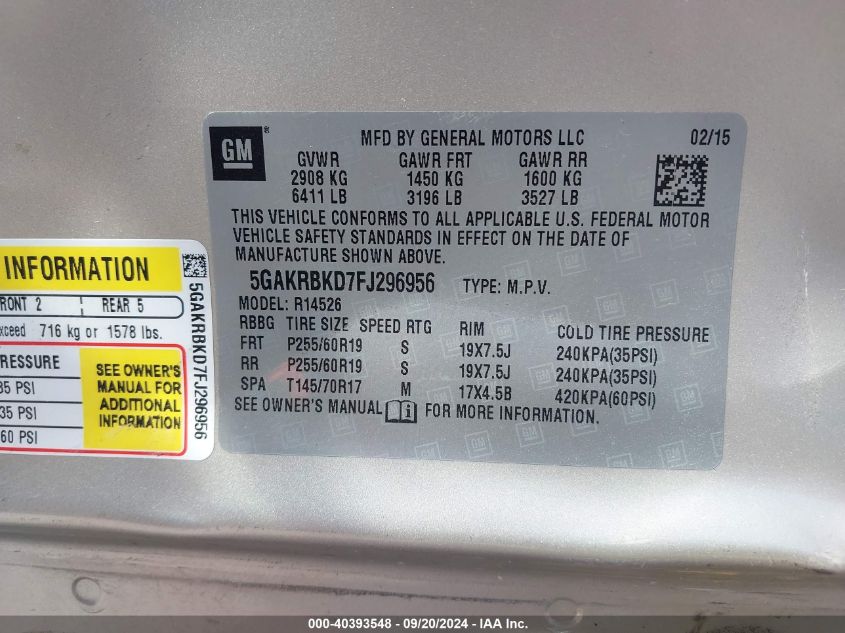 GM ®
MFD BY GENERAL MOTORS LLC 02/15
GVWR GAWR FRT GAWR RR
2908 KG 1450 KG 1600 KG
6411 LB 3196 LB 3527 LB
THIS VEHICLE CONFORMS TO ALL APPLICABLE U.S. FEDERAL MOTOR
VEHICLE SAFETY STANDARDS IN EFFECT ON THE DATE OF
MANUFACTURE SHOWN ABOVE.
5GAKRBKD7FJ296956 TYPE: M.P.V.
MODEL: R14526
RBBG TIRE SIZE SPEED RTG RIM COLD TIRE PRESSURE
FRT P255/60R19 S 19X7.5J 240KPA(35PSI)
RR P255/60R19 S 19X7.5J 240KPA(35PSI)
SPA T145/70R17 M 17X4.5B 420KPA(60PSI)
SEE OWNER'S MANUAL FOR MORE INFORMATION.
INFORMATION
RONT 2 REAR 5
xceed 716 kg or 1578 lbs.
PRESSURE
35 PSI
35 PSI
60 PSI
SEE OWNER'S
MANUAL FOR
ADDITIONAL
INFORMATION
5GAKRBKD7FJ296956
000-40393548 - 09/20/2024 - IAA Inc.